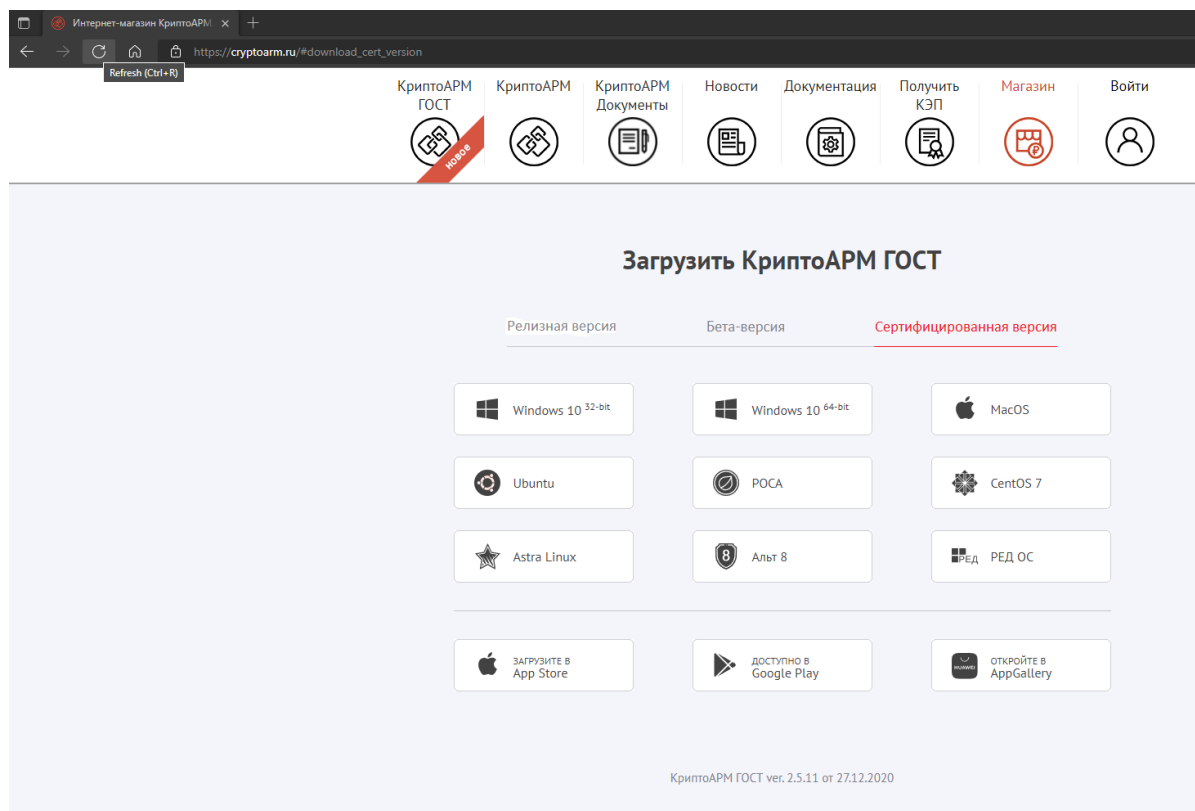 Интернет-магазин КриптоАРМ
https://cryptoarm.ru/#download_cert_version
Refresh (Ctrl+R)
КриптоАРМ
ГОСТ
НОВОЕ
КриптоАРМ
КриптоАРМ
Документы
Новости
Документация
Получить
КЭП
Магазин
Войти
Загрузить КриптоАРМ ГОСТ
Релизная версия
Бета-версия
Сертифицированная версия
Windows 10 32-bit
Windows 10 64-bit
MacOS
Ubuntu
РОСА
CentOS 7
Astra Linux
8
Альт 8
РЕД
РЕД ОС
ЗАГРУЗИТЕ В
App Store
ДОСТУПНО В
Google Play
HUAWEI
ОТКРОЙТЕ В
AppGallery
КриптоАРМ ГОСТ ver. 2.5.11 от 27.12.2020